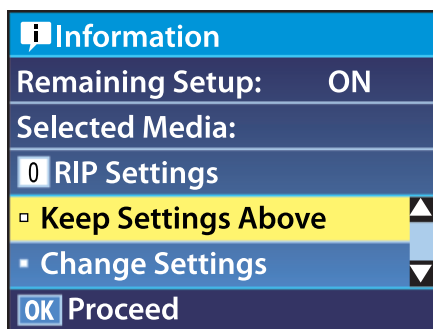 Information
Remaining Setup: ON
Selected Media:
0 RIP Settings
Keep Settings Above
Change Settings
OK Proceed